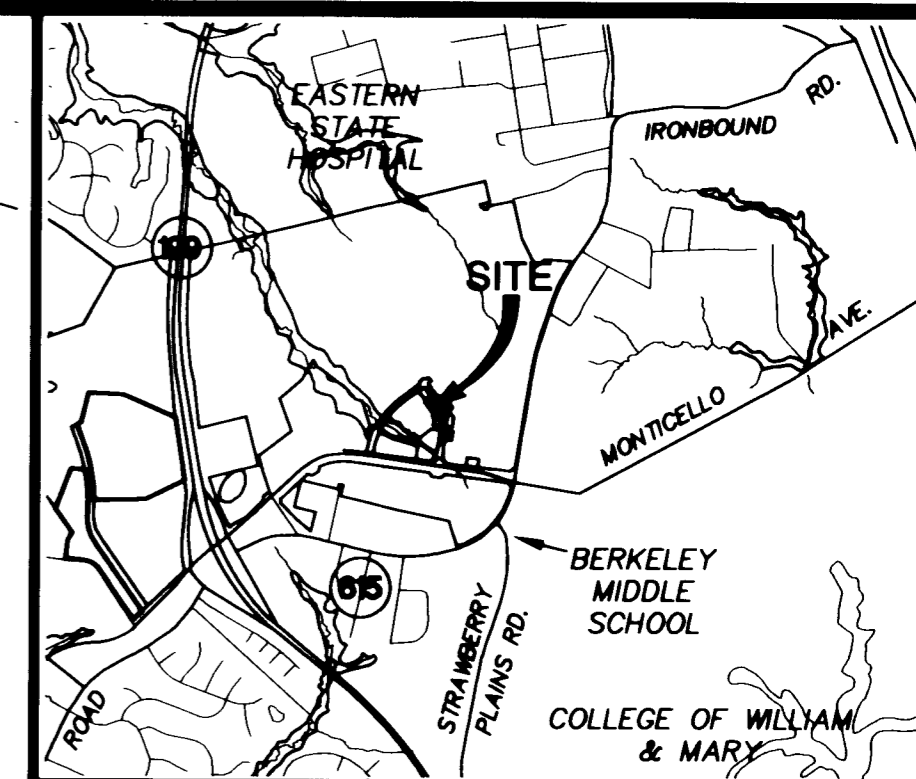 EASTERN
STATE
HOSPITAL
IRONBOUND RD.
199
SITE
MONTICELLO AVE.
BERKELEY
MIDDLE
SCHOOL
615
STRAWBERRY
PLAINS RD.
ROAD
COLLEGE OF WILLIAM
& MARY